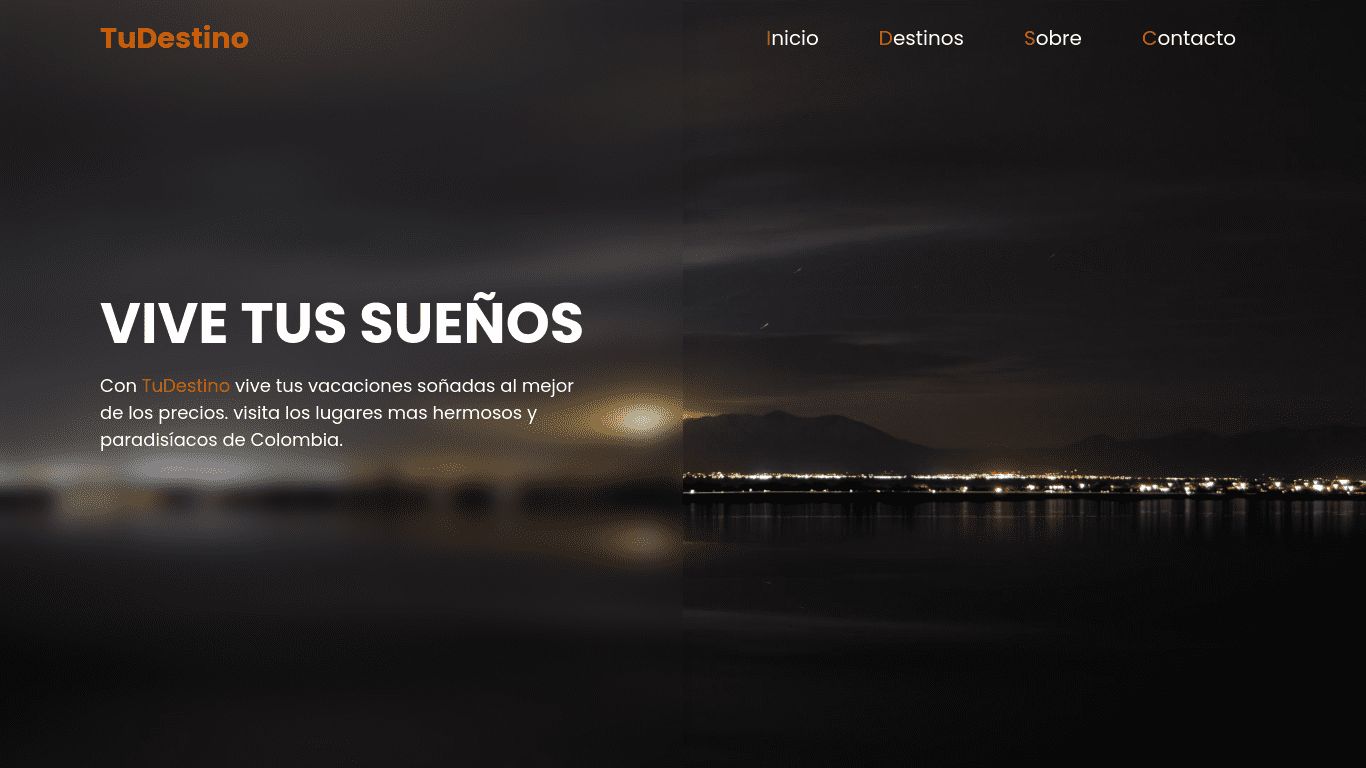 TuDestino
Inicio Destinos Sobre Contacto
VIVE TUS SUEÑOS
Con TuDestino vive tus vacaciones soñadas al mejor
de los precios. visita los lugares mas hermosos y
paradisíacos de Colombia.